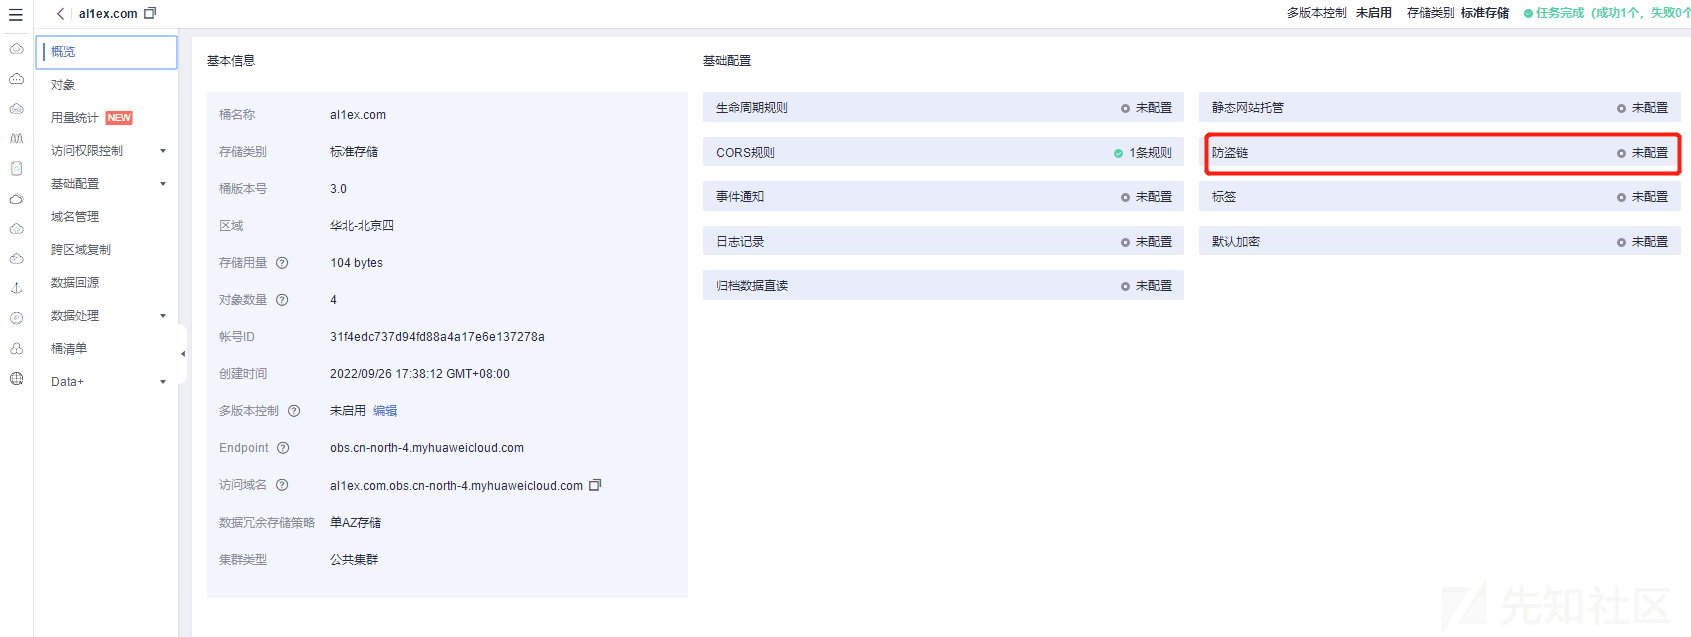 al1ex.com
多版本控制 未启用 存储类别 标准存储 任务完成（成功1个，失败0个
概览
对象
用量统计 NEW
访问权限控制
基础配置
域名管理
跨区域复制
数据回源
数据处理
桶清单
Data+
基本信息
桶名称 al1ex.com
存储类别 标准存储
桶版本号 3.0
区域 华北-北京四
存储用量 104 bytes
对象数量 4
帐号ID 31f4edc737d94fd88a4a17e6e137278a
创建时间 2022/09/26 17:38:12 GMT+08:00
多版本控制 未启用 编辑
Endpoint obs.cn-north-4.myhuaweicloud.com
访问域名 al1ex.com.obs.cn-north-4.myhuaweicloud.com
数据冗余存储策略 单AZ存储
集群类型 公共集群
基础配置
生命周期规则 未配置
静态网站托管 未配置
CORS规则 1条规则
防盗链 未配置
事件通知 未配置
标签 未配置
日志记录 未配置
默认加密 未配置
归档数据直读 未配置
先知社区